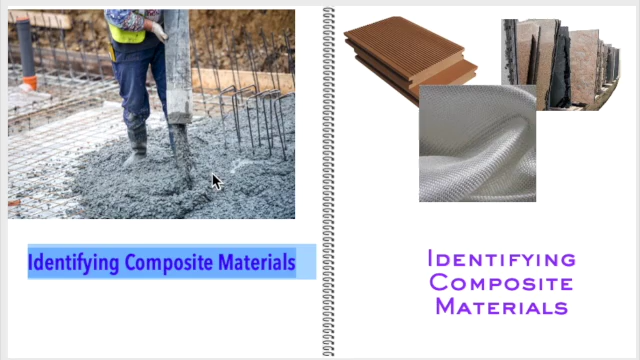 Identifying Composite Materials
Identifying
Composite
Materials